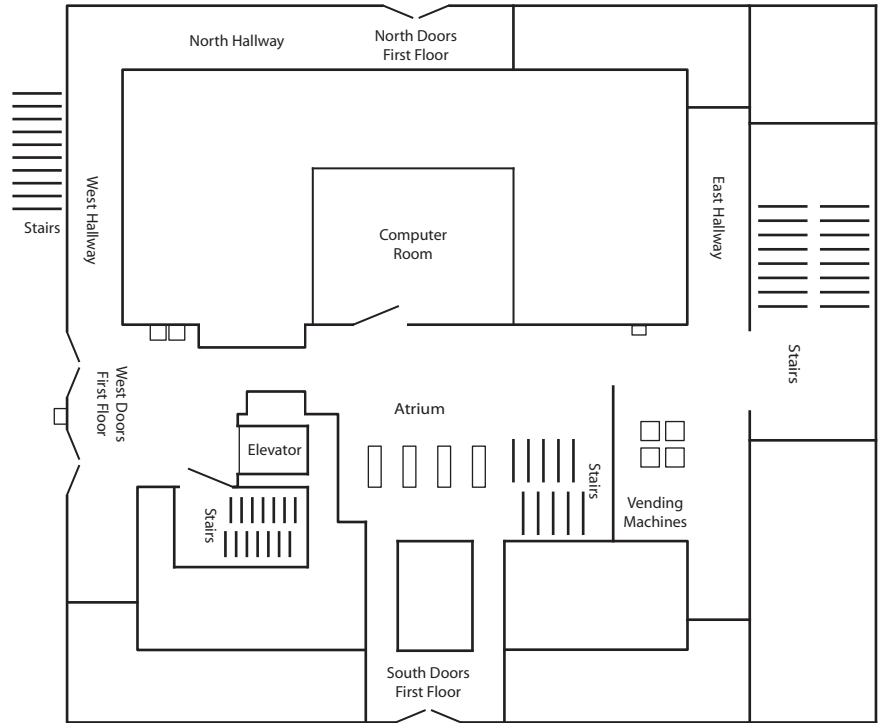 North Hallway
North Doors
First Floor
West Hallway
Stairs
Computer
Room
East Hallway
Stairs
West Doors
First Floor
Atrium
Elevator
Stairs
Stairs
Vending
Machines
South Doors
First Floor